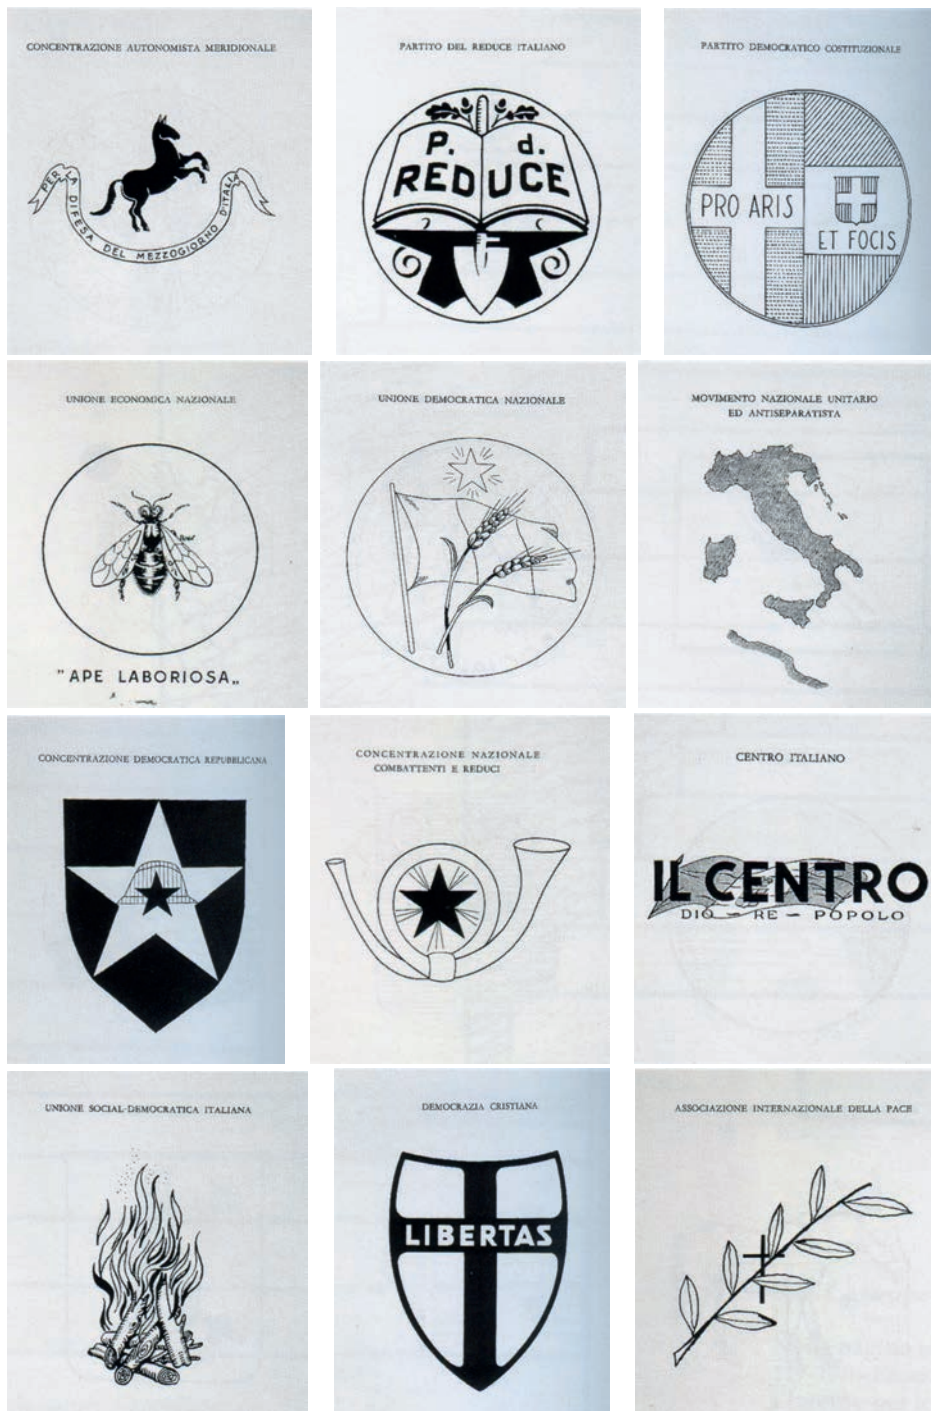 CONCENTRAZIONE AUTONOMISTA MERIDIONALE
PER LA DIFESA DEL MEZZOGIORNO D'ITALIA
PARTITO DEL REDUCE ITALIANO
P. d.
REDUCE
PARTITO DEMOCRATICO COSTITUZIONALE
PRO ARIS
ET FOCIS
UNIONE ECONOMICA NAZIONALE
"APE LABORIOSA„
UNIONE DEMOCRATICA NAZIONALE
MOVIMENTO NAZIONALE UNITARIO
ED ANTISEPARATISTA
CONCENTRAZIONE DEMOCRATICA REPUBBLICANA
CONCENTRAZIONE NAZIONALE
COMBATTENTI E REDUCI
CENTRO ITALIANO
IL CENTRO
DIO - RE - POPOLO
UNIONE SOCIAL-DEMOCRATICA ITALIANA
DEMOCRAZIA CRISTIANA
LIBERTAS
ASSOCIAZIONE INTERNAZIONALE DELLA PACE